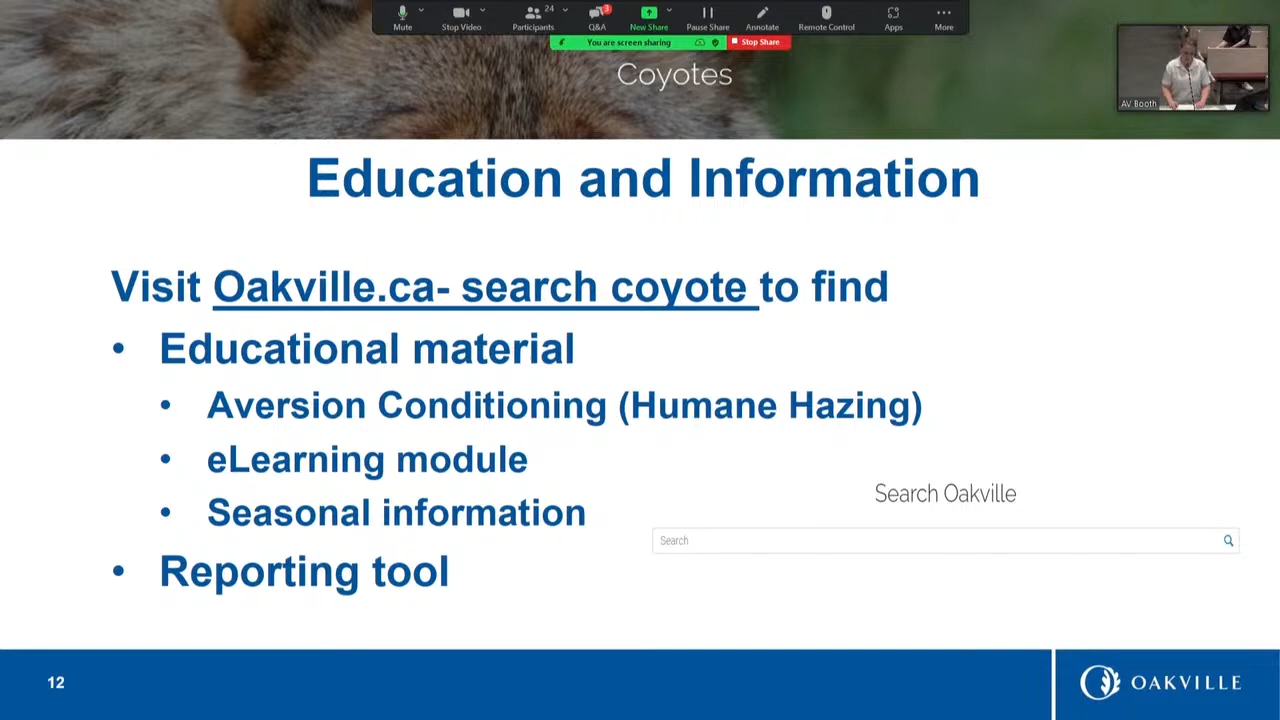 24
3
Mute
Stop Video
Participants
Q&A
New Share
Pause Share
Annotate
Remote Control
Apps
More
You are screen sharing
Stop Share
Coyotes
AV Booth
Education and Information
Visit Oakville.ca- search coyote to find
• Educational material
• Aversion Conditioning (Humane Hazing)
• eLearning module
• Seasonal information
• Reporting tool
Search Oakville
Search
12
OAKVILLE